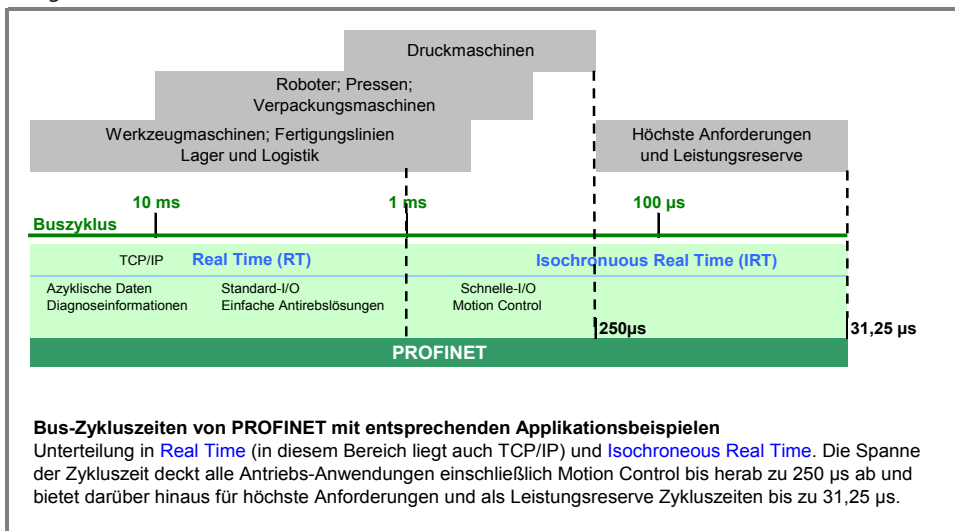 Druckmaschinen
Roboter; Pressen;
Verpackungsmaschinen
Werkzeugmaschinen; Fertigungslinien
Lager und Logistik
Höchste Anforderungen
und Leistungsreserve
10 ms
1 ms
100 µs
Buszyklus
TCP/IP
Real Time (RT)
Isochronuous Real Time (IRT)
Azyklische Daten
Diagnoseinformationen
Standard-I/O
Einfache Antirebslösungen
Schnelle-I/O
Motion Control
250µs
31,25 µs
PROFINET
Bus-Zykluszeiten von PROFINET mit entsprechenden Applikationsbeispielen
Unterteilung in Real Time (in diesem Bereich liegt auch TCP/IP) und Isochroneous Real Time. Die Spanne
der Zykluszeit deckt alle Antriebs-Anwendungen einschließlich Motion Control bis herab zu 250 µs ab und
bietet darüber hinaus für höchste Anforderungen und als Leistungsreserve Zykluszeiten bis zu 31,25 µs.